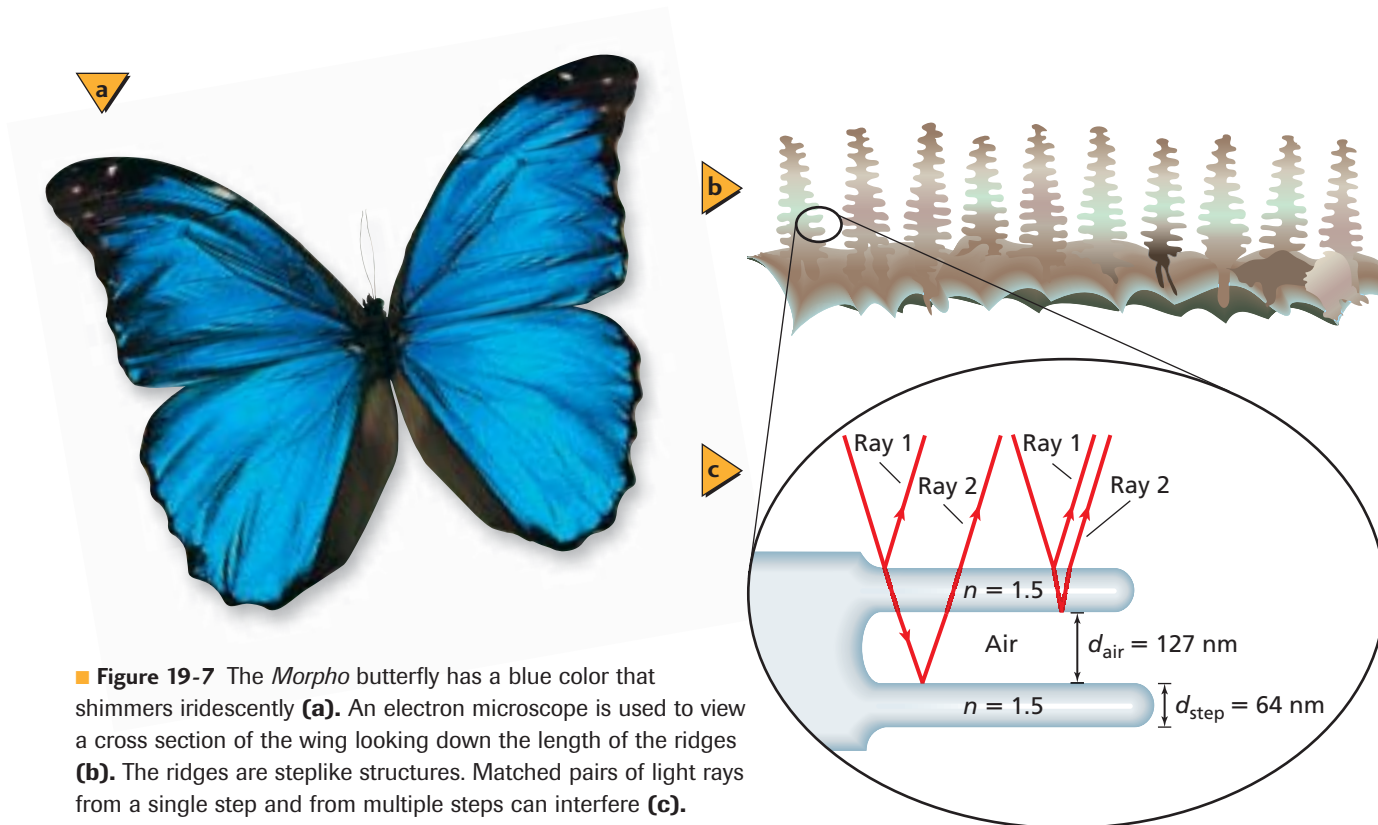 a
b
c
Ray 1
Ray 2
Ray 1
Ray 2
n = 1.5
Air
d_air = 127 nm
n = 1.5
d_step = 64 nm
■ Figure 19-7 The Morpho butterfly has a blue color that
shimmers iridescently (a). An electron microscope is used to view
a cross section of the wing looking down the length of the ridges
(b). The ridges are steplike structures. Matched pairs of light rays
from a single step and from multiple steps can interfere (c).